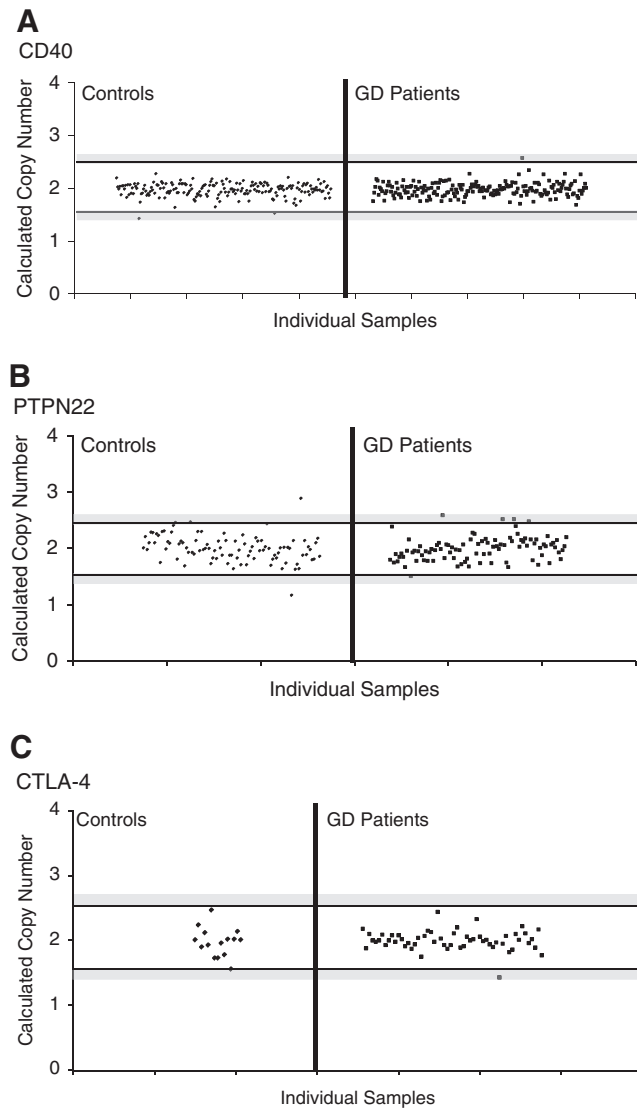 A
CD40
Calculated Copy Number
4
3
2
1
0
Controls
GD Patients
Individual Samples
B
PTPN22
Calculated Copy Number
4
3
2
1
0
Controls
GD Patients
Individual Samples
C
CTLA-4
Calculated Copy Number
4
3
2
1
0
Controls
GD Patients
Individual Samples